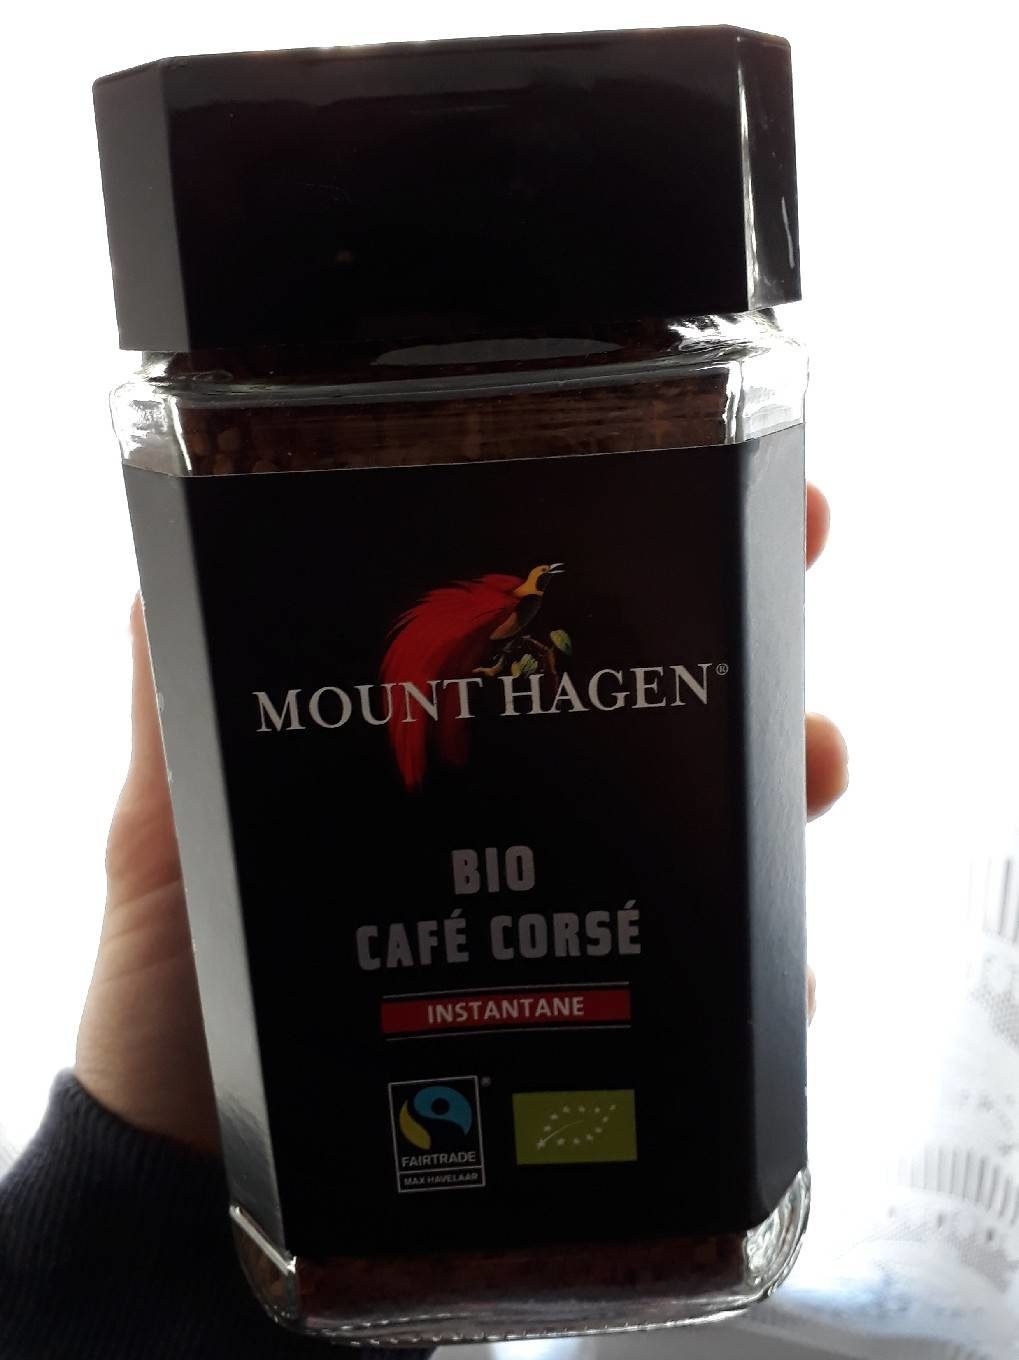 MOUNT HAGEN®
BIO
CAFÉ CORSÉ
INSTANTANE
FAIRTRADE
MAX HAVELAAR